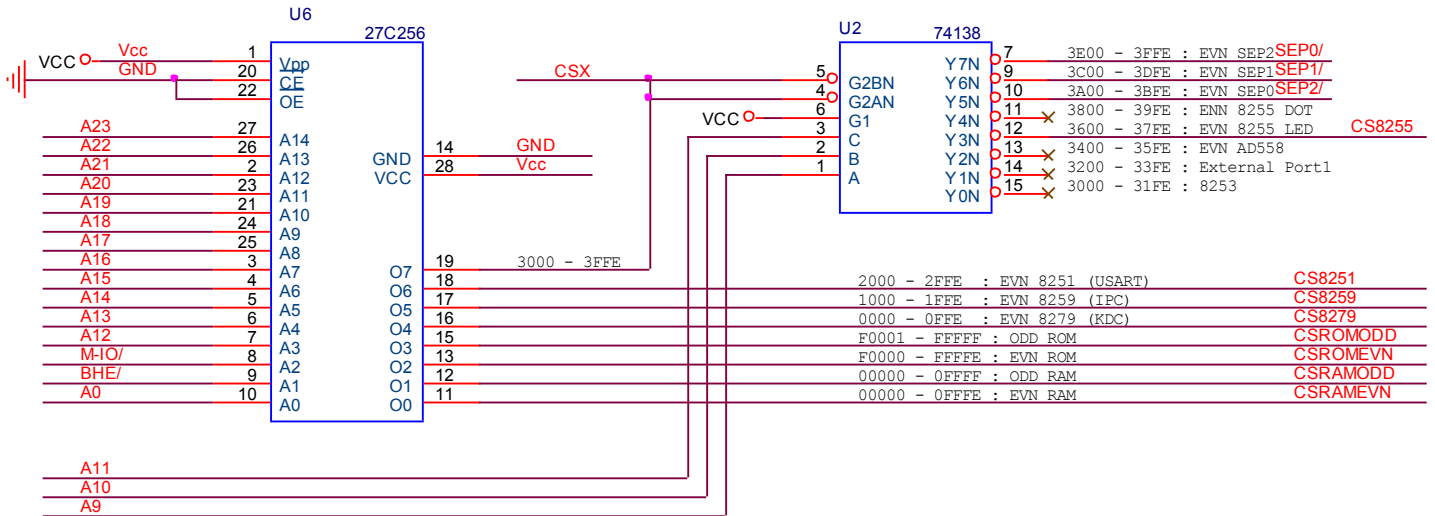 U6
27C256
VCC
Vcc
1
Vpp
GND
20
CE
22
OE
A23
27
A14
A22
26
A13
A21
2
A12
A20
23
A11
A19
21
A10
A18
24
A9
A17
25
A8
A16
3
A7
A15
4
A6
A14
5
A5
A13
6
A4
A12
7
A3
M-IO/
8
A2
BHE/
9
A1
A0
10
A0
GND
14
GND
VCC
28
Vcc
O7
19
3000 - 3FFE
O6
18
2000 - 2FFE : EVN 8251 (USART)
CS8251
O5
17
1000 - 1FFE : EVN 8259 (IPC)
CS8259
O4
16
0000 - 0FFE : EVN 8279 (KDC)
CS8279
O3
15
F0001 - FFFFF : ODD ROM
CSROMODD
O2
13
F0000 - FFFFE : EVN ROM
CSROMEVN
O1
12
00000 - 0FFFF : ODD RAM
CSRAMODD
O0
11
00000 - 0FFFE : EVN RAM
CSRAMEVN
U2
74138
CSX
5
G2BN
4
G2AN
VCC
6
G1
3
C
2
B
1
A
Y7N
7
3E00 - 3FFE : EVN SEP2
SEP0/
Y6N
9
3C00 - 3DFE : EVN SEP1
SEP1/
Y5N
10
3A00 - 3BFE : EVN SEP0
SEP2/
Y4N
11
3800 - 39FE : ENN 8255 DOT
Y3N
12
3600 - 37FE : EVN 8255 LED
CS8255
Y2N
13
3400 - 35FE : EVN AD558
Y1N
14
3200 - 33FE : External Port1
Y0N
15
3000 - 31FE : 8253
A11
A10
A9